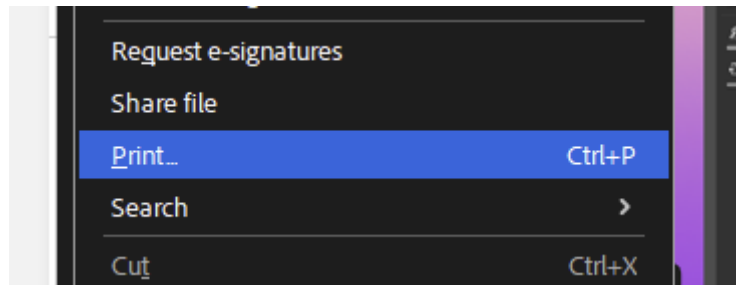 Request e-signatures
Share file
Print... Ctrl+P
Search
Cut Ctrl+X